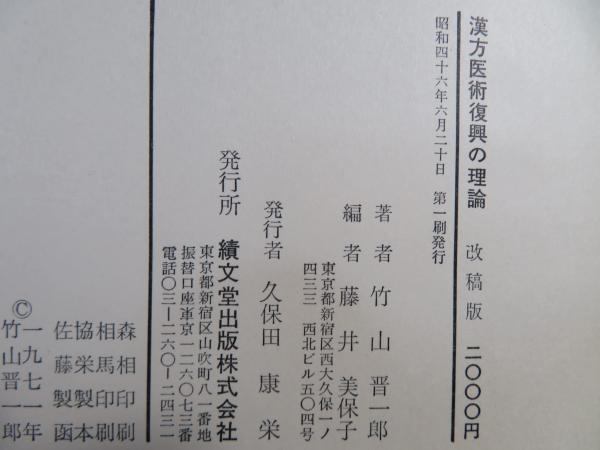 漢方医術復興の理論 改稿版 二〇〇〇円
昭和四十六年六月二十日 第一刷発行
著者 竹山晋一郎
編者 藤井美保子
東京都新宿区西大久保一ノ
四三三 西北ビル五〇四号
発行者 久保田康栄
発行所 績文堂出版株式会社
東京都新宿区山吹町八一番地
振替口座東京一二六〇七三番
電話〇三―二六〇―二四三一
森相印刷
相馬印刷
協栄製本
佐藤製函
©一九七一年
竹山晋一郎